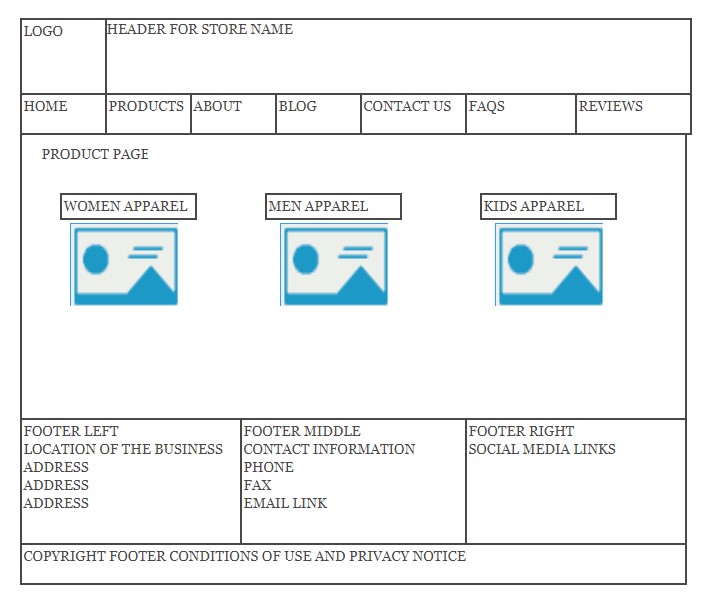 LOGO
HEADER FOR STORE NAME
HOME
PRODUCTS
ABOUT
BLOG
CONTACT US
FAQS
REVIEWS
PRODUCT PAGE
WOMEN APPAREL
MEN APPAREL
KIDS APPAREL
FOOTER LEFT
LOCATION OF THE BUSINESS
ADDRESS
ADDRESS
ADDRESS
FOOTER MIDDLE
CONTACT INFORMATION
PHONE
FAX
EMAIL LINK
FOOTER RIGHT
SOCIAL MEDIA LINKS
COPYRIGHT FOOTER CONDITIONS OF USE AND PRIVACY NOTICE